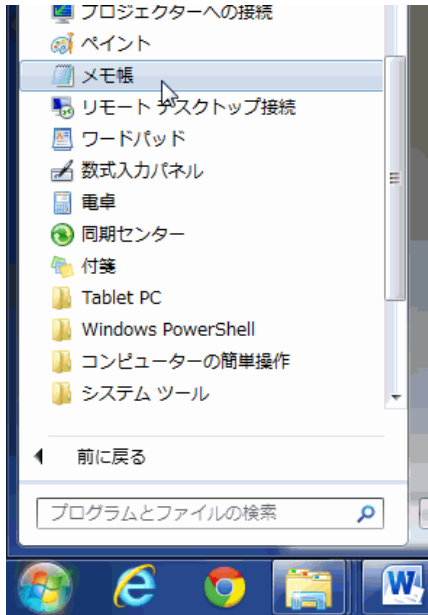 プロジェクターへの接続
ペイント
メモ帳
リモート デスクトップ接続
ワードパッド
数式入力パネル
電卓
同期センター
付箋
Tablet PC
Windows PowerShell
コンピューターの簡単操作
システム ツール
前に戻る
プログラムとファイルの検索
W